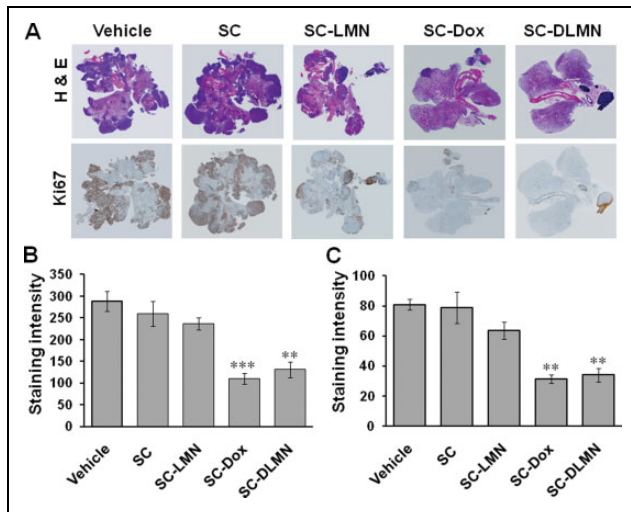 A
Vehicle SC SC-LMN SC-Dox SC-DLMN
H & E
Ki67
B
Staining intensity
350
300
250
200
150
100
50
0
***
**
Vehicle
SC
SC-LMN
SC-Dox
SC-DLMN
C
Staining intensity
100
80
60
40
20
0
**
**
Vehicle
SC
SC-LMN
SC-Dox
SC-DLMN